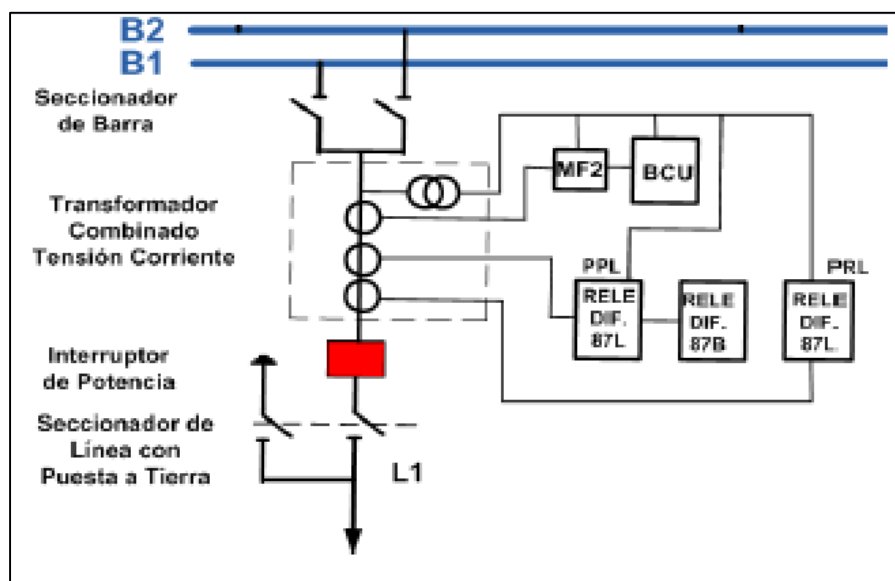 B2
B1
Seccionador
de Barra
Transformador
Combinado
Tensión Corriente
Interruptor
de Potencia
Seccionador de
Línea con
Puesta a Tierra
L1
MF2
BCU
PPL
RELE
DIF.
87L
RELE
DIF.
87B
PRL
RELE
DIF.
87L